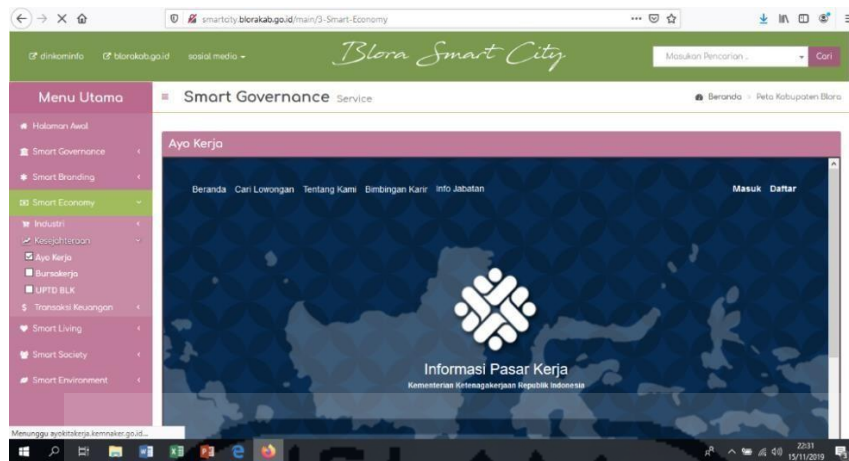 smartcity.blorakab.go.id/main/3-Smart-Economy
dinkominfo blorakab.go.id sosial media
Blora Smart City
Masukan Pencarian .
Cari
Menu Utama
Smart Governance Service
Beranda > Peta Kabupaten Blora
Halaman Awal
Smart Governance
Smart Branding
Smart Economy
Industri
Kesejahteraan
Ayo Kerja
Bursakerja
UPTD BLK
Transaksi Keuangan
Smart Living
Smart Society
Smart Environment
Ayo Kerja
Beranda Cari Lowongan Tentang Kami Bimbingan Karir Info Jabatan
Masuk Daftar
Informasi Pasar Kerja
Kementerian Ketenagakerjaan Republik Indonesia
Menunggu ayokitakerja.kemnaker.go.id...
22:31
15/11/2019